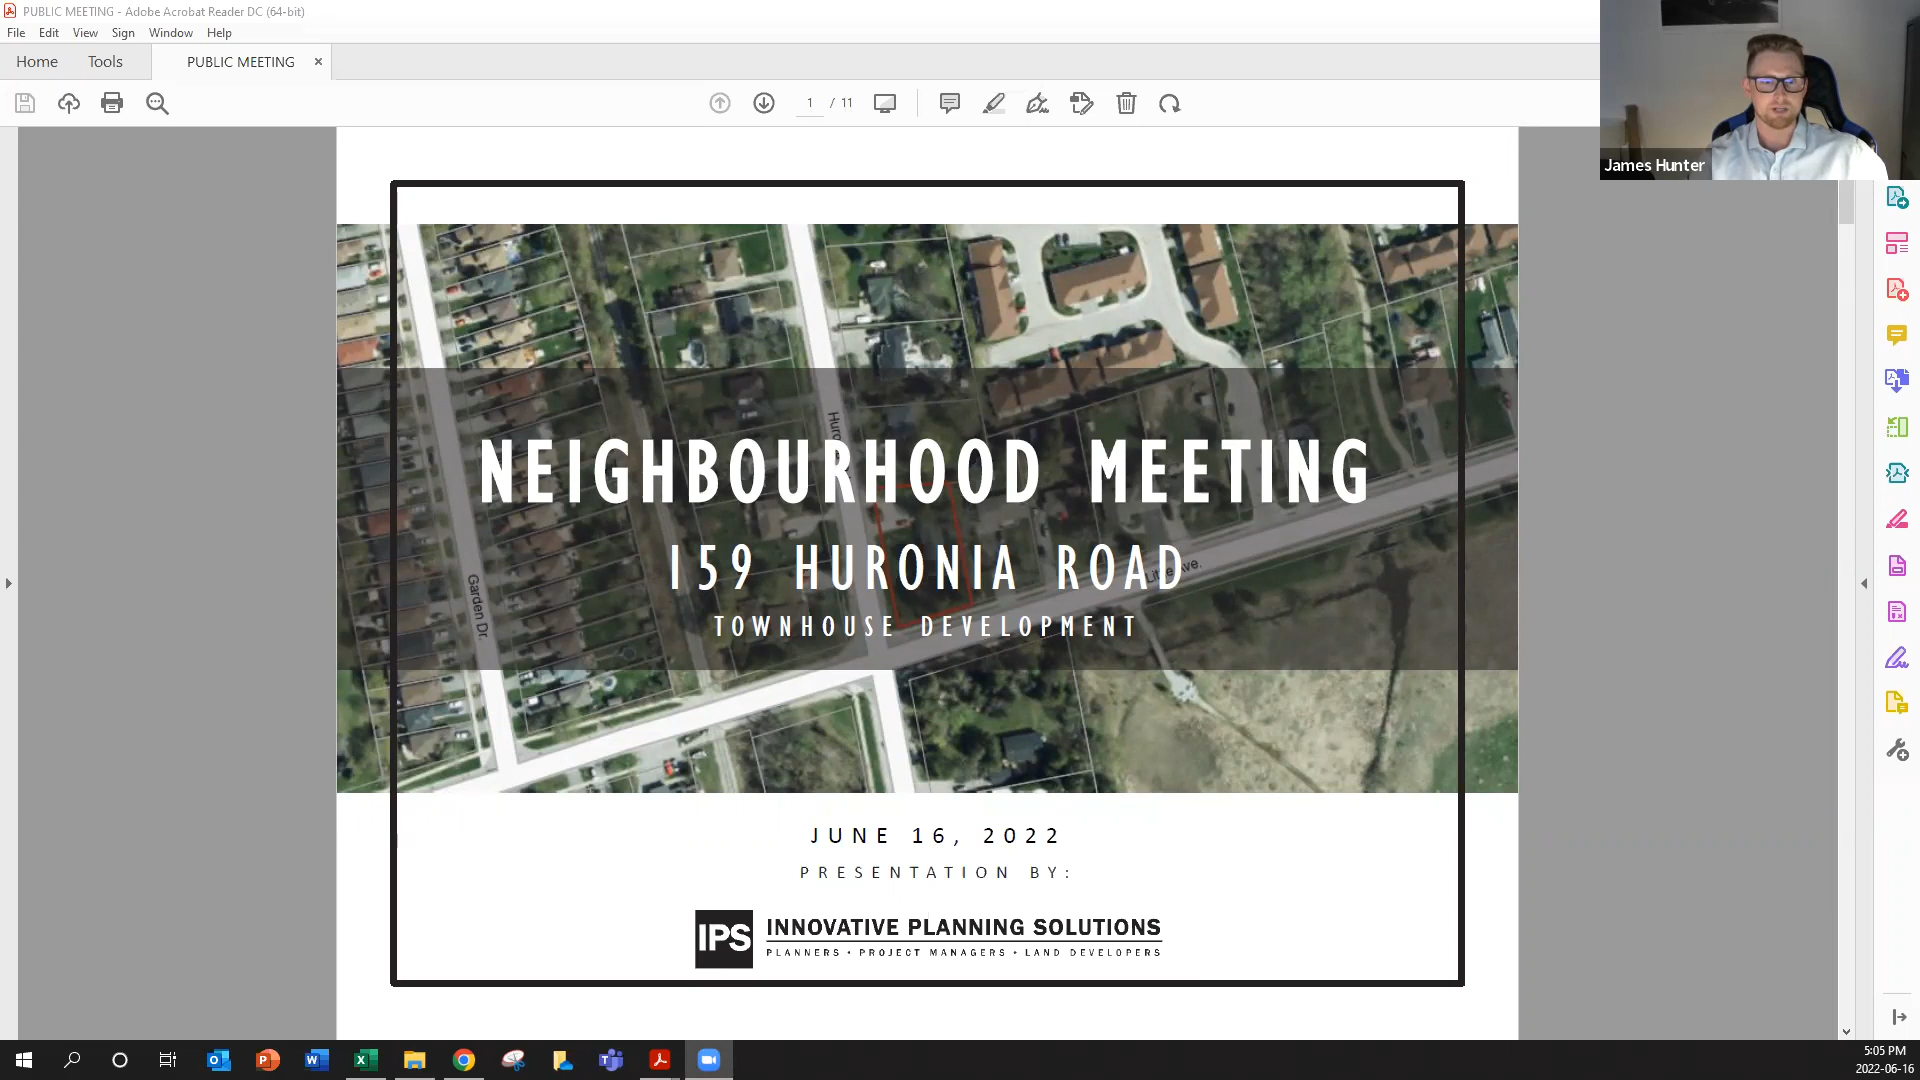 PUBLIC MEETING - Adobe Acrobat Reader DC (64-bit)
File Edit View Sign Window Help
Home Tools PUBLIC MEETING ×
1 / 11
James Hunter
NEIGHBOURHOOD MEETING
159 HURONIA ROAD
TOWNHOUSE DEVELOPMENT
Garden Dr.
JUNE 16, 2022
PRESENTATION BY:
IPS INNOVATIVE PLANNING SOLUTIONS
PLANNERS • PROJECT MANAGERS • LAND DEVELOPERS
5:05 PM
2022-06-16